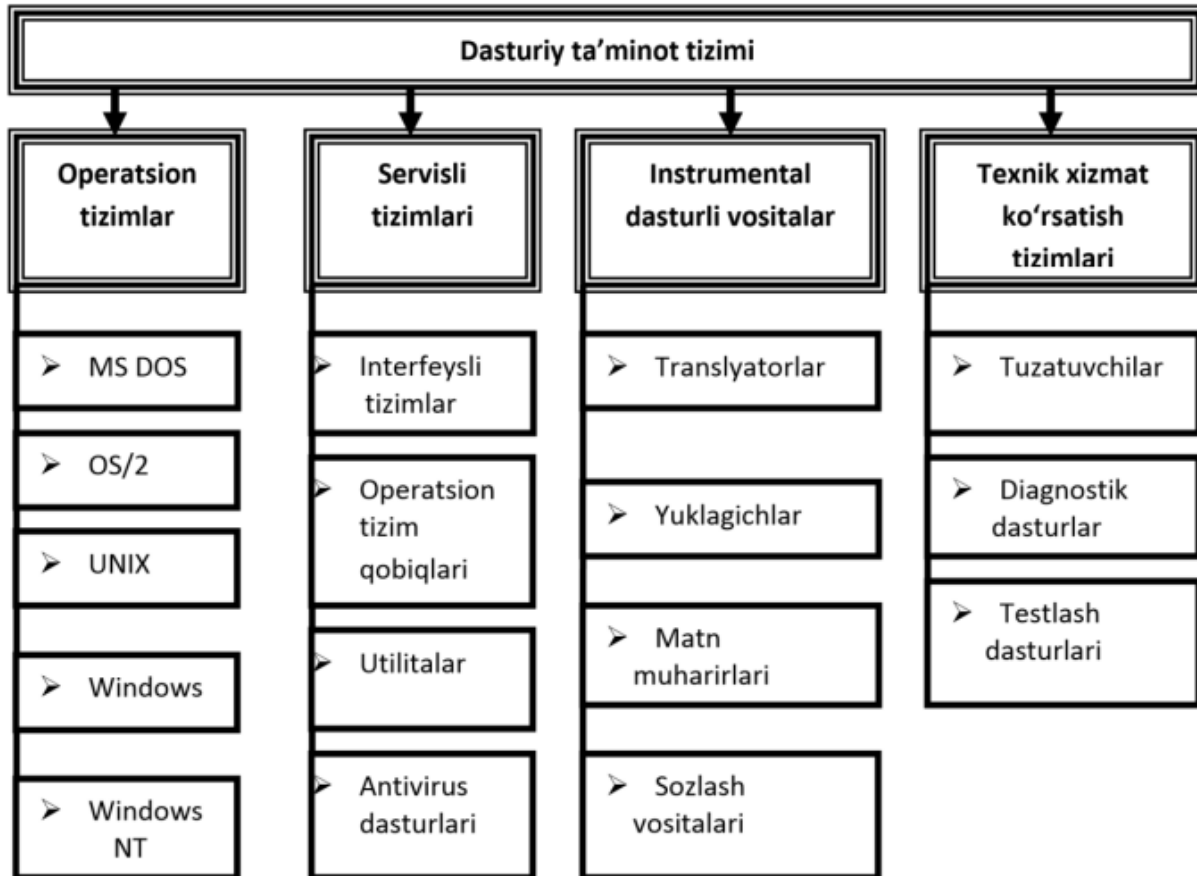 Dasturiy ta’minot tizimi
Operatsion
tizimlar
MS DOS
OS/2
UNIX
Windows
Windows
NT
Servisli
tizimlari
Interfeysli
tizimlar
Operatsion
tizim
qobiqlari
Utilitalar
Antivirus
dasturlari
Instrumental
dasturli vositalar
Translyatorlar
Yuklagichlar
Matn
muharirlari
Sozlash
vositalari
Texnik xizmat
ko‘rsatish
tizimlari
Tuzatuvchilar
Diagnostik
dasturlar
Testlash
dasturlari